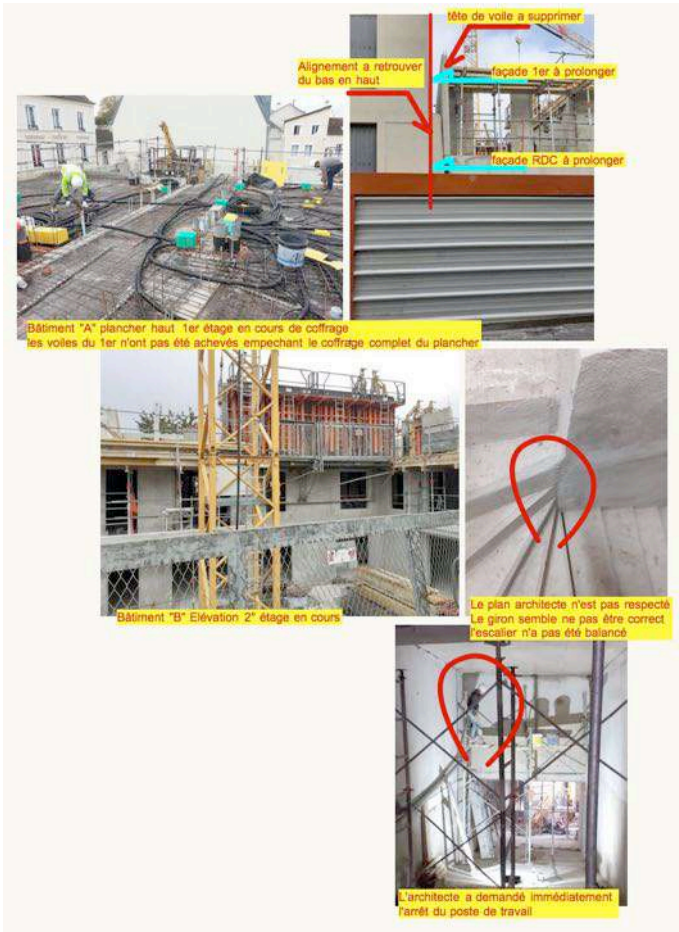 tête de voile a supprimer
Alignement a retrouver
du bas en haut
façade 1er à prolonger
façade RDC à prolonger
Bâtiment "A" plancher haut 1er étage en cours de coffrage
les voiles du 1er n'ont pas été achevés empechant le coffrage complet du plancher
Bâtiment "B" Elévation 2° étage en cours
Le plan architecte n'est pas respecté
Le giron semble ne pas être correct
l'escalier n'a pas été balancé
L'architecte a demandé immédiatement
l'arrêt du poste de travail